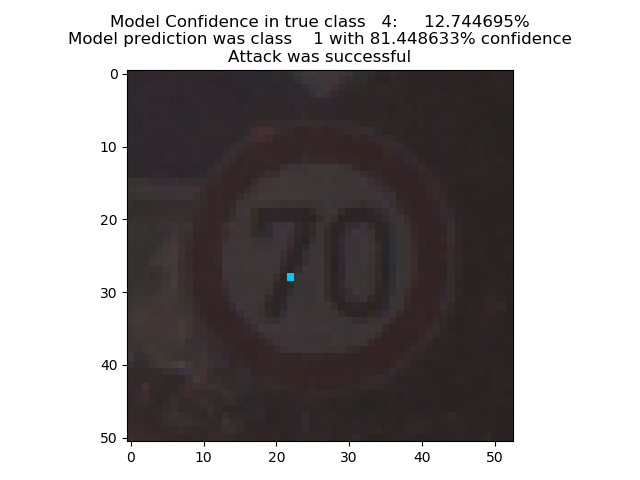 Model Confidence in true class 4: 12.744695%
Model prediction was class 1 with 81.448633% confidence
Attack was successful
0
10
20
30
40
50
70
0 10 20 30 40 50